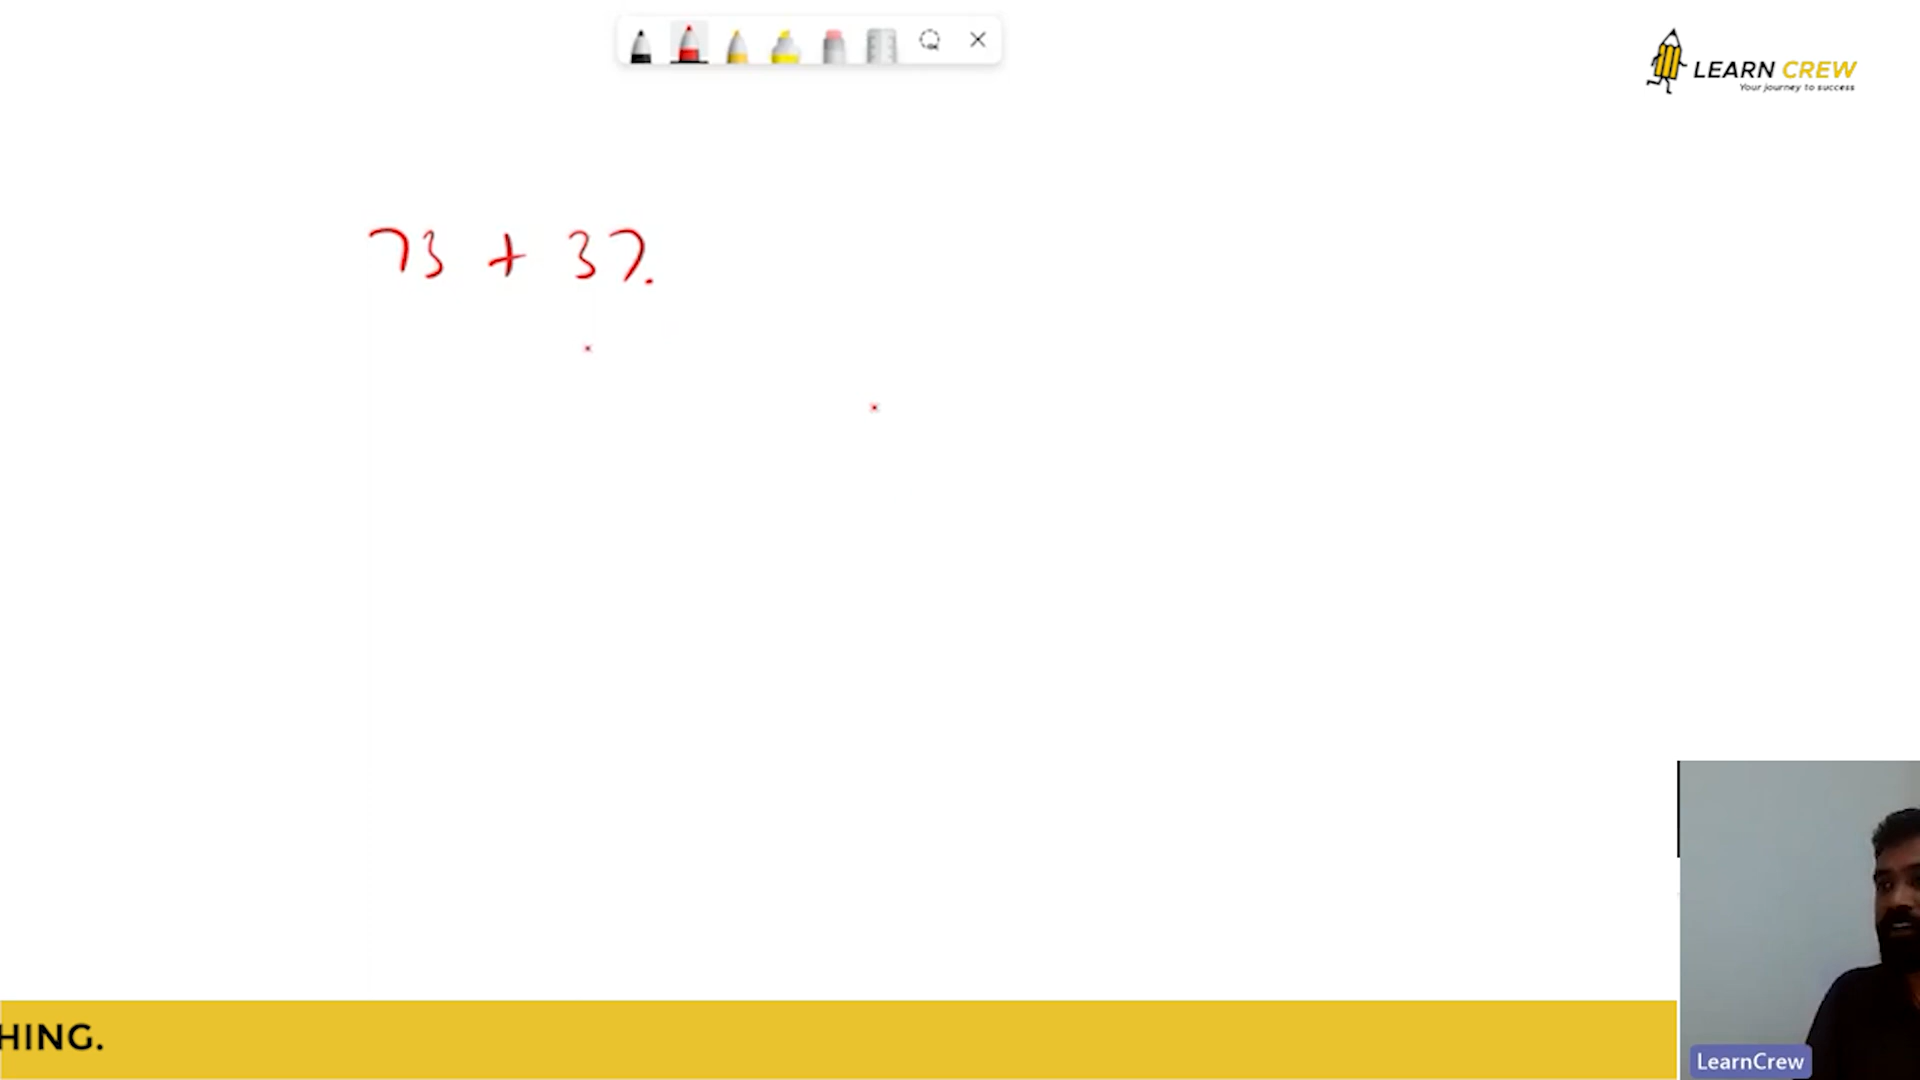 LEARN CREW
Your journey to success
73 + 37.
HING.
LearnCrew